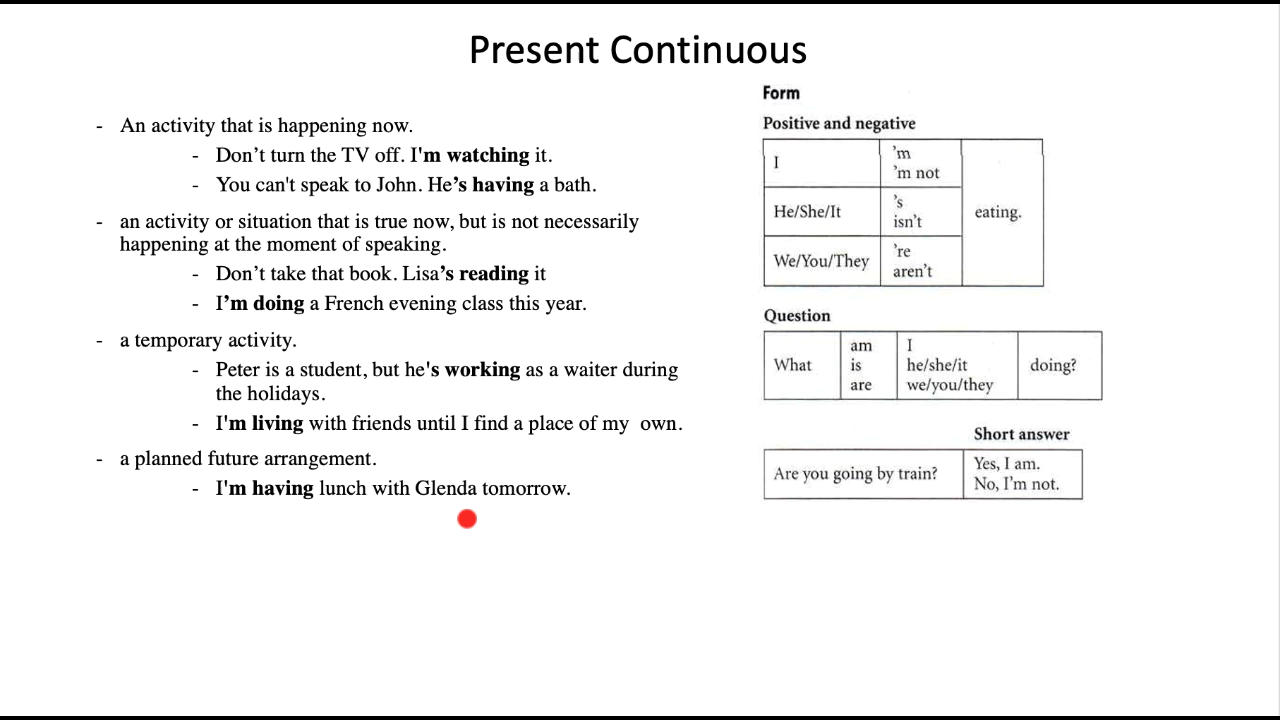 Present Continuous
- An activity that is happening now.
- Don’t turn the TV off. I'm watching it.
- You can't speak to John. He’s having a bath.
- an activity or situation that is true now, but is not necessarily
happening at the moment of speaking.
- Don’t take that book. Lisa’s reading it
- I’m doing a French evening class this year.
- a temporary activity.
- Peter is a student, but he's working as a waiter during
the holidays.
- I'm living with friends until I find a place of my own.
- a planned future arrangement.
- I'm having lunch with Glenda tomorrow.
Form
Positive and negative
I
’m
’m not
He/She/It
’s
isn’t
We/You/They
’re
aren’t
eating.
Question
What
am
is
are
I
he/she/it
we/you/they
doing?
Short answer
Are you going by train?
Yes, I am.
No, I’m not.